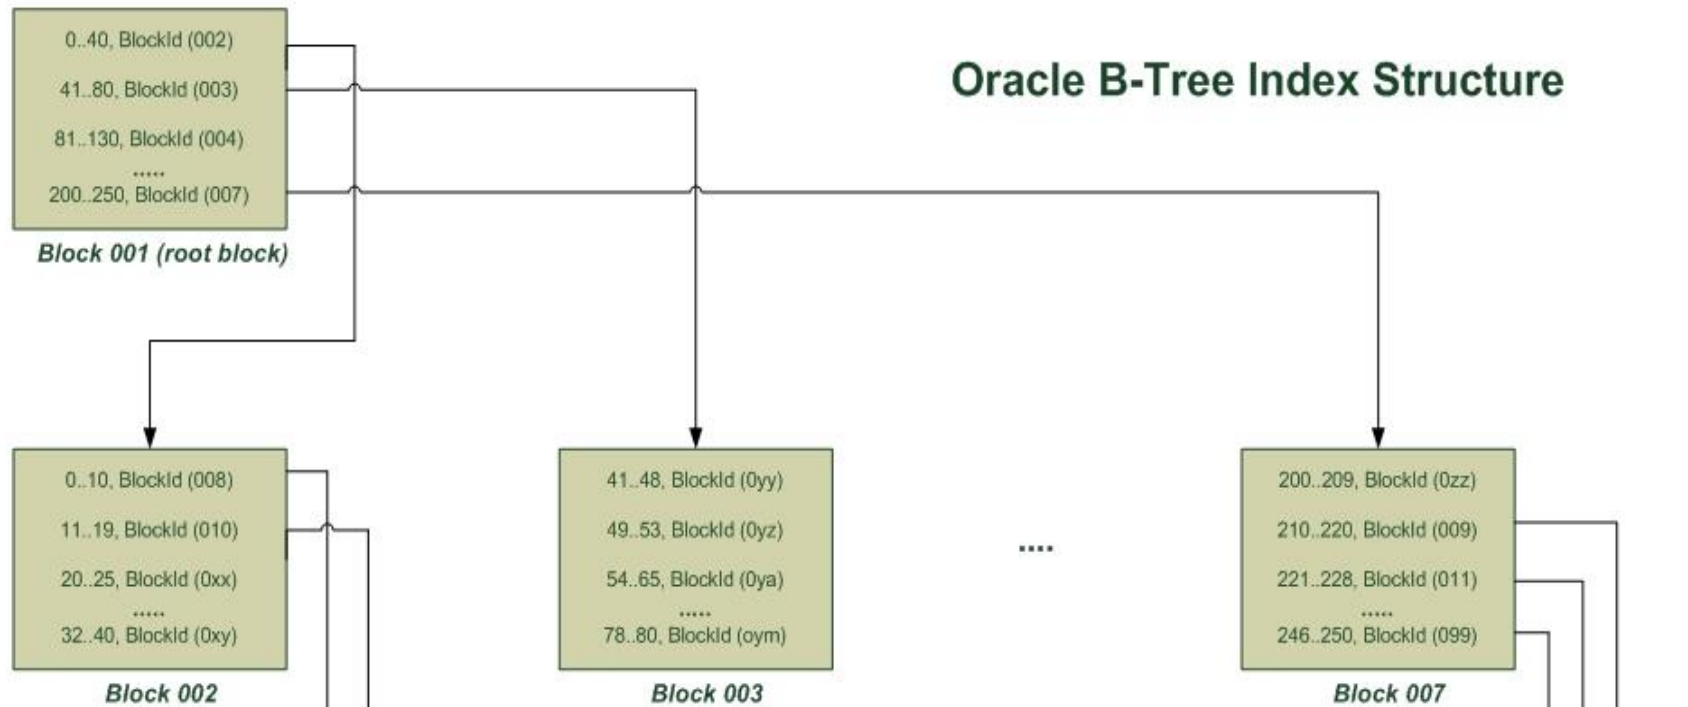 0..40, BlockId (002)
41..80, BlockId (003)
81..130, BlockId (004)
.....
200..250, BlockId (007)
Block 001 (root block)
Oracle B-Tree Index Structure
0..10, BlockId (008)
11..19, BlockId (010)
20..25, BlockId (0xx)
.....
32..40, BlockId (0xy)
Block 002
41..48, BlockId (0yy)
49..53, BlockId (0yz)
54..65, BlockId (0ya)
.....
78..80, BlockId (oym)
Block 003
....
200..209, BlockId (0zz)
210..220, BlockId (009)
221..228, BlockId (011)
.....
246..250, BlockId (099)
Block 007